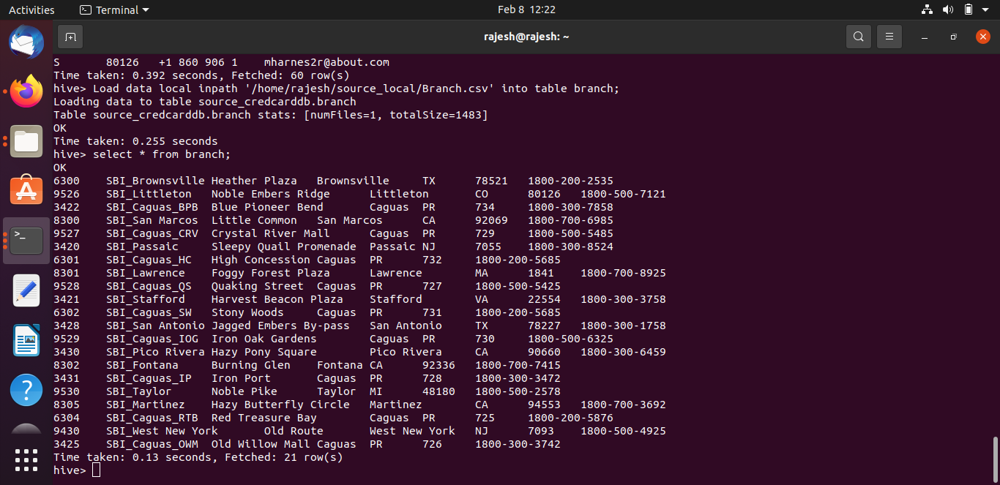 Activities Terminal Feb 8 12:22
rajesh@rajesh: ~
S 80126 +1 860 906 1 mharnes2r@about.com
Time taken: 0.392 seconds, Fetched: 60 row(s)
hive> Load data local inpath '/home/rajesh/source_local/Branch.csv' into table branch;
Loading data to table source_credcarddb.branch
Table source_credcarddb.branch stats: [numFiles=1, totalSize=1483]
OK
Time taken: 0.255 seconds
hive> select * from branch;
OK
6300 SBI_Brownsville Heather Plaza Brownsville TX 78521 1800-200-2535
9526 SBI_Littleton Noble Embers Ridge Littleton CO 80126 1800-500-7121
3422 SBI_Caguas_BPB Blue Pioneer Bend Caguas PR 734 1800-300-7858
8300 SBI_San Marcos Little Common San Marcos CA 92069 1800-700-6985
9527 SBI_Caguas_CRV Crystal River Mall Caguas PR 729 1800-500-5485
3420 SBI_Passaic Sleepy Quail Promenade Passaic NJ 7055 1800-300-8524
6301 SBI_Caguas_HC High Concession Caguas PR 732 1800-200-5685
8301 SBI_Lawrence Foggy Forest Plaza Lawrence MA 1841 1800-700-8925
9528 SBI_Caguas_QS Quaking Street Caguas PR 727 1800-500-5425
3421 SBI_Stafford Harvest Beacon Plaza Stafford VA 22554 1800-300-3758
6302 SBI_Caguas_SW Stony Woods Caguas PR 731 1800-200-5685
3428 SBI_San Antonio Jagged Embers By-pass San Antonio TX 78227 1800-300-1758
9529 SBI_Caguas_IOG Iron Oak Gardens Caguas PR 730 1800-500-6325
3430 SBI_Pico Rivera Hazy Pony Square Pico Rivera CA 90660 1800-300-6459
8302 SBI_Fontana Burning Glen Fontana CA 92336 1800-700-7415
3431 SBI_Caguas_IP Iron Port Caguas PR 728 1800-300-3472
9530 SBI_Taylor Noble Pike Taylor MI 48180 1800-500-2578
8305 SBI_Martinez Hazy Butterfly Circle Martinez CA 94553 1800-700-3692
6304 SBI_Caguas_RTB Red Treasure Bay Caguas PR 725 1800-200-5876
9430 SBI_West New York Old Route West New York NJ 7093 1800-500-4925
3425 SBI_Caguas_OWM Old Willow Mall Caguas PR 726 1800-300-3742
Time taken: 0.13 seconds, Fetched: 21 row(s)
hive>